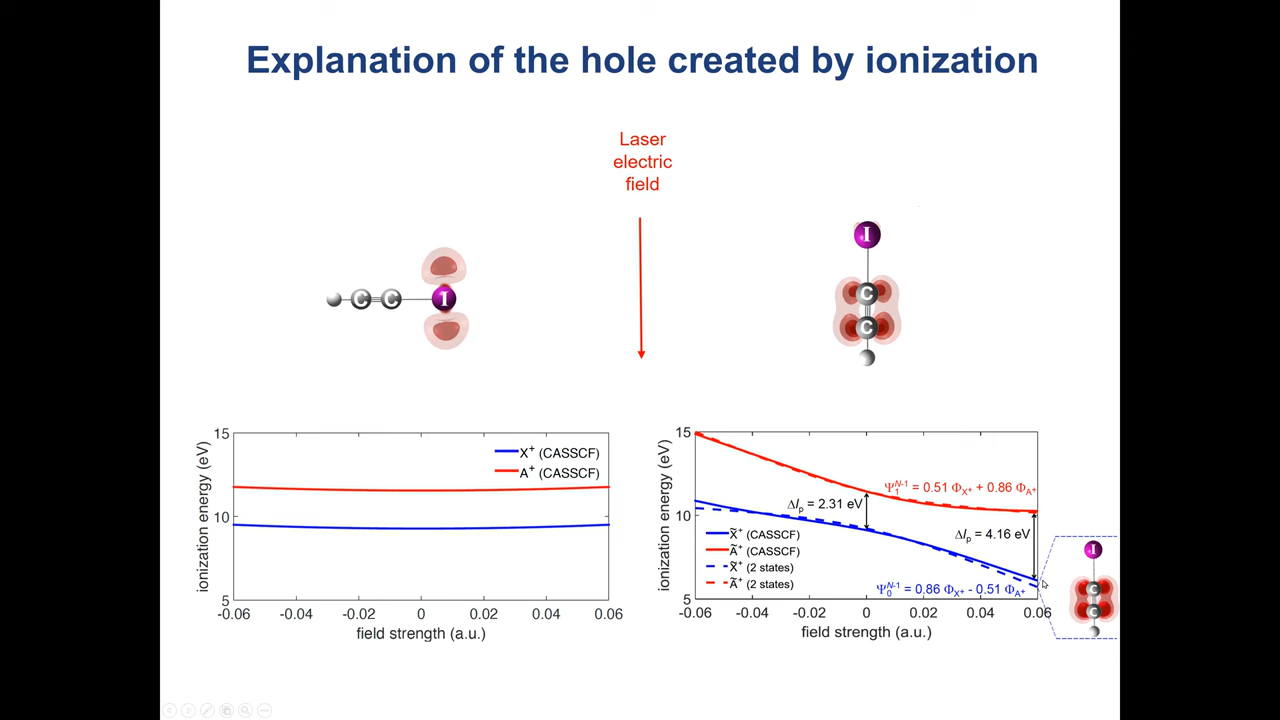 Explanation of the hole created by ionization
Laser
electric
field
C
C
I
I
C
C
15
10
5
ionization energy (eV)
X⁺ (CASSCF)
A⁺ (CASSCF)
-0.06
-0.04
-0.02
0
0.02
0.04
0.06
field strength (a.u.)
15
10
5
ionization energy (eV)
Ψ₁ᴺ⁻¹ = 0.51 Φ_X⁺ + 0.86 Φ_A⁺
ΔIₚ = 2.31 eV
ΔIₚ = 4.16 eV
X̃⁺ (CASSCF)
Ã⁺ (CASSCF)
X̃⁺ (2 states)
Ã⁺ (2 states)
Ψ₀ᴺ⁻¹ = 0.86 Φ_X⁺ - 0.51 Φ_A⁺
-0.06
-0.04
-0.02
0
0.02
0.04
0.06
field strength (a.u.)
I
C
C